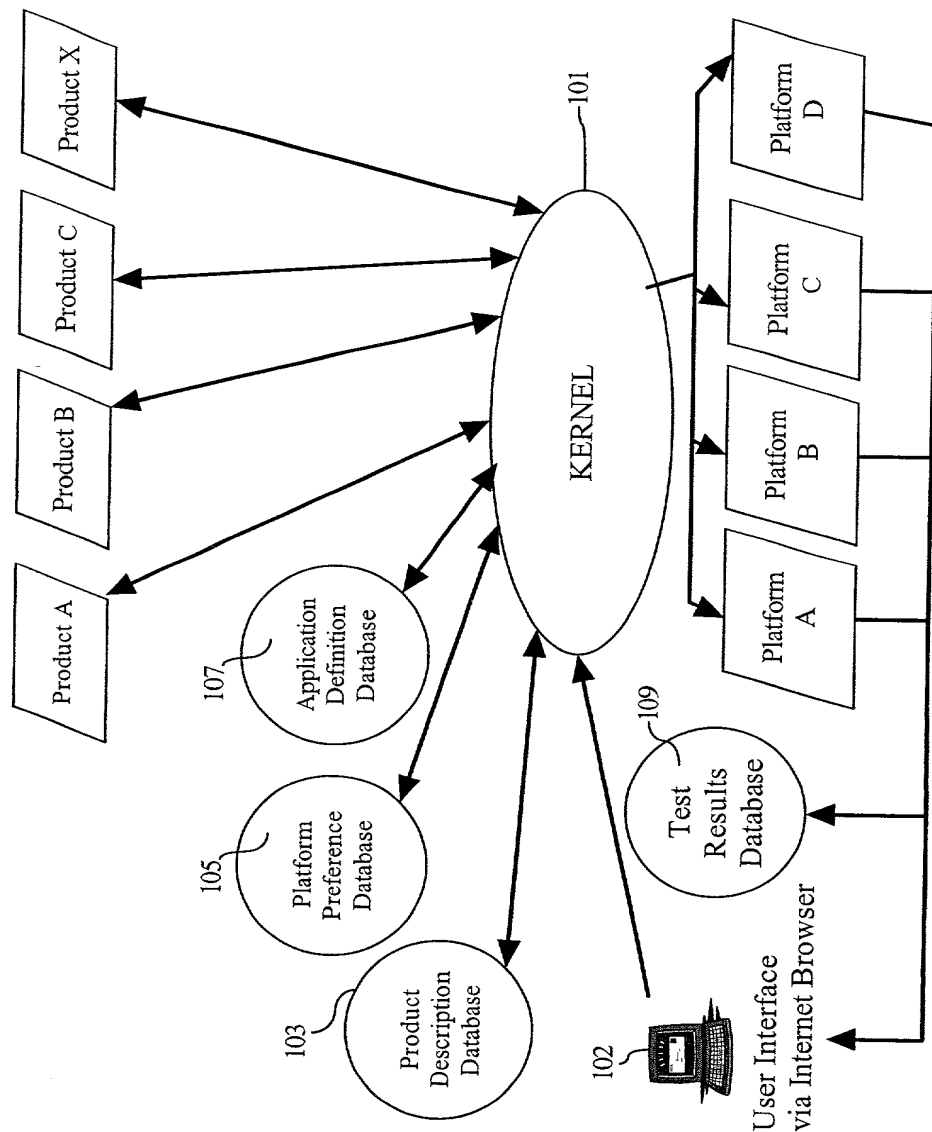 Product A
Product B
Product C
Product X
107
Application
Definition
Database
105
Platform
Preference
Database
103
Product
Description
Database
KERNEL
101
102
User Interface
via Internet Browser
109
Test
Results
Database
Platform
A
Platform
B
Platform
C
Platform
D